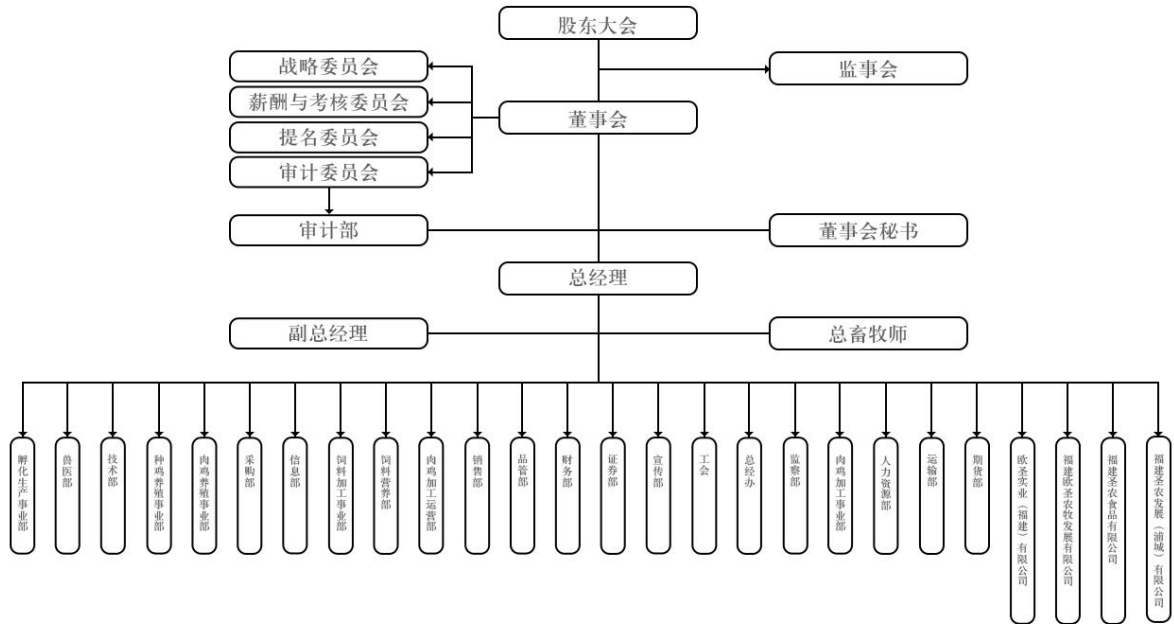 股东大会
战略委员会
监事会
薪酬与考核委员会
董事会
提名委员会
审计委员会
审计部
董事会秘书
总经理
副总经理
总畜牧师
孵化生产事业部
兽医部
技术部
种鸡养殖事业部
肉鸡养殖事业部
采购部
信息部
饲料加工事业部
饲料营养部
肉鸡加工运营部
销售部
品管部
财务部
证券部
宣传部
工会
总经办
监察部
肉鸡加工事业部
人力资源部
运输部
期货部
欧圣实业（福建）有限公司
福建欧圣农牧发展有限公司
福建圣农食品有限公司
福建圣农发展（浦城）有限公司